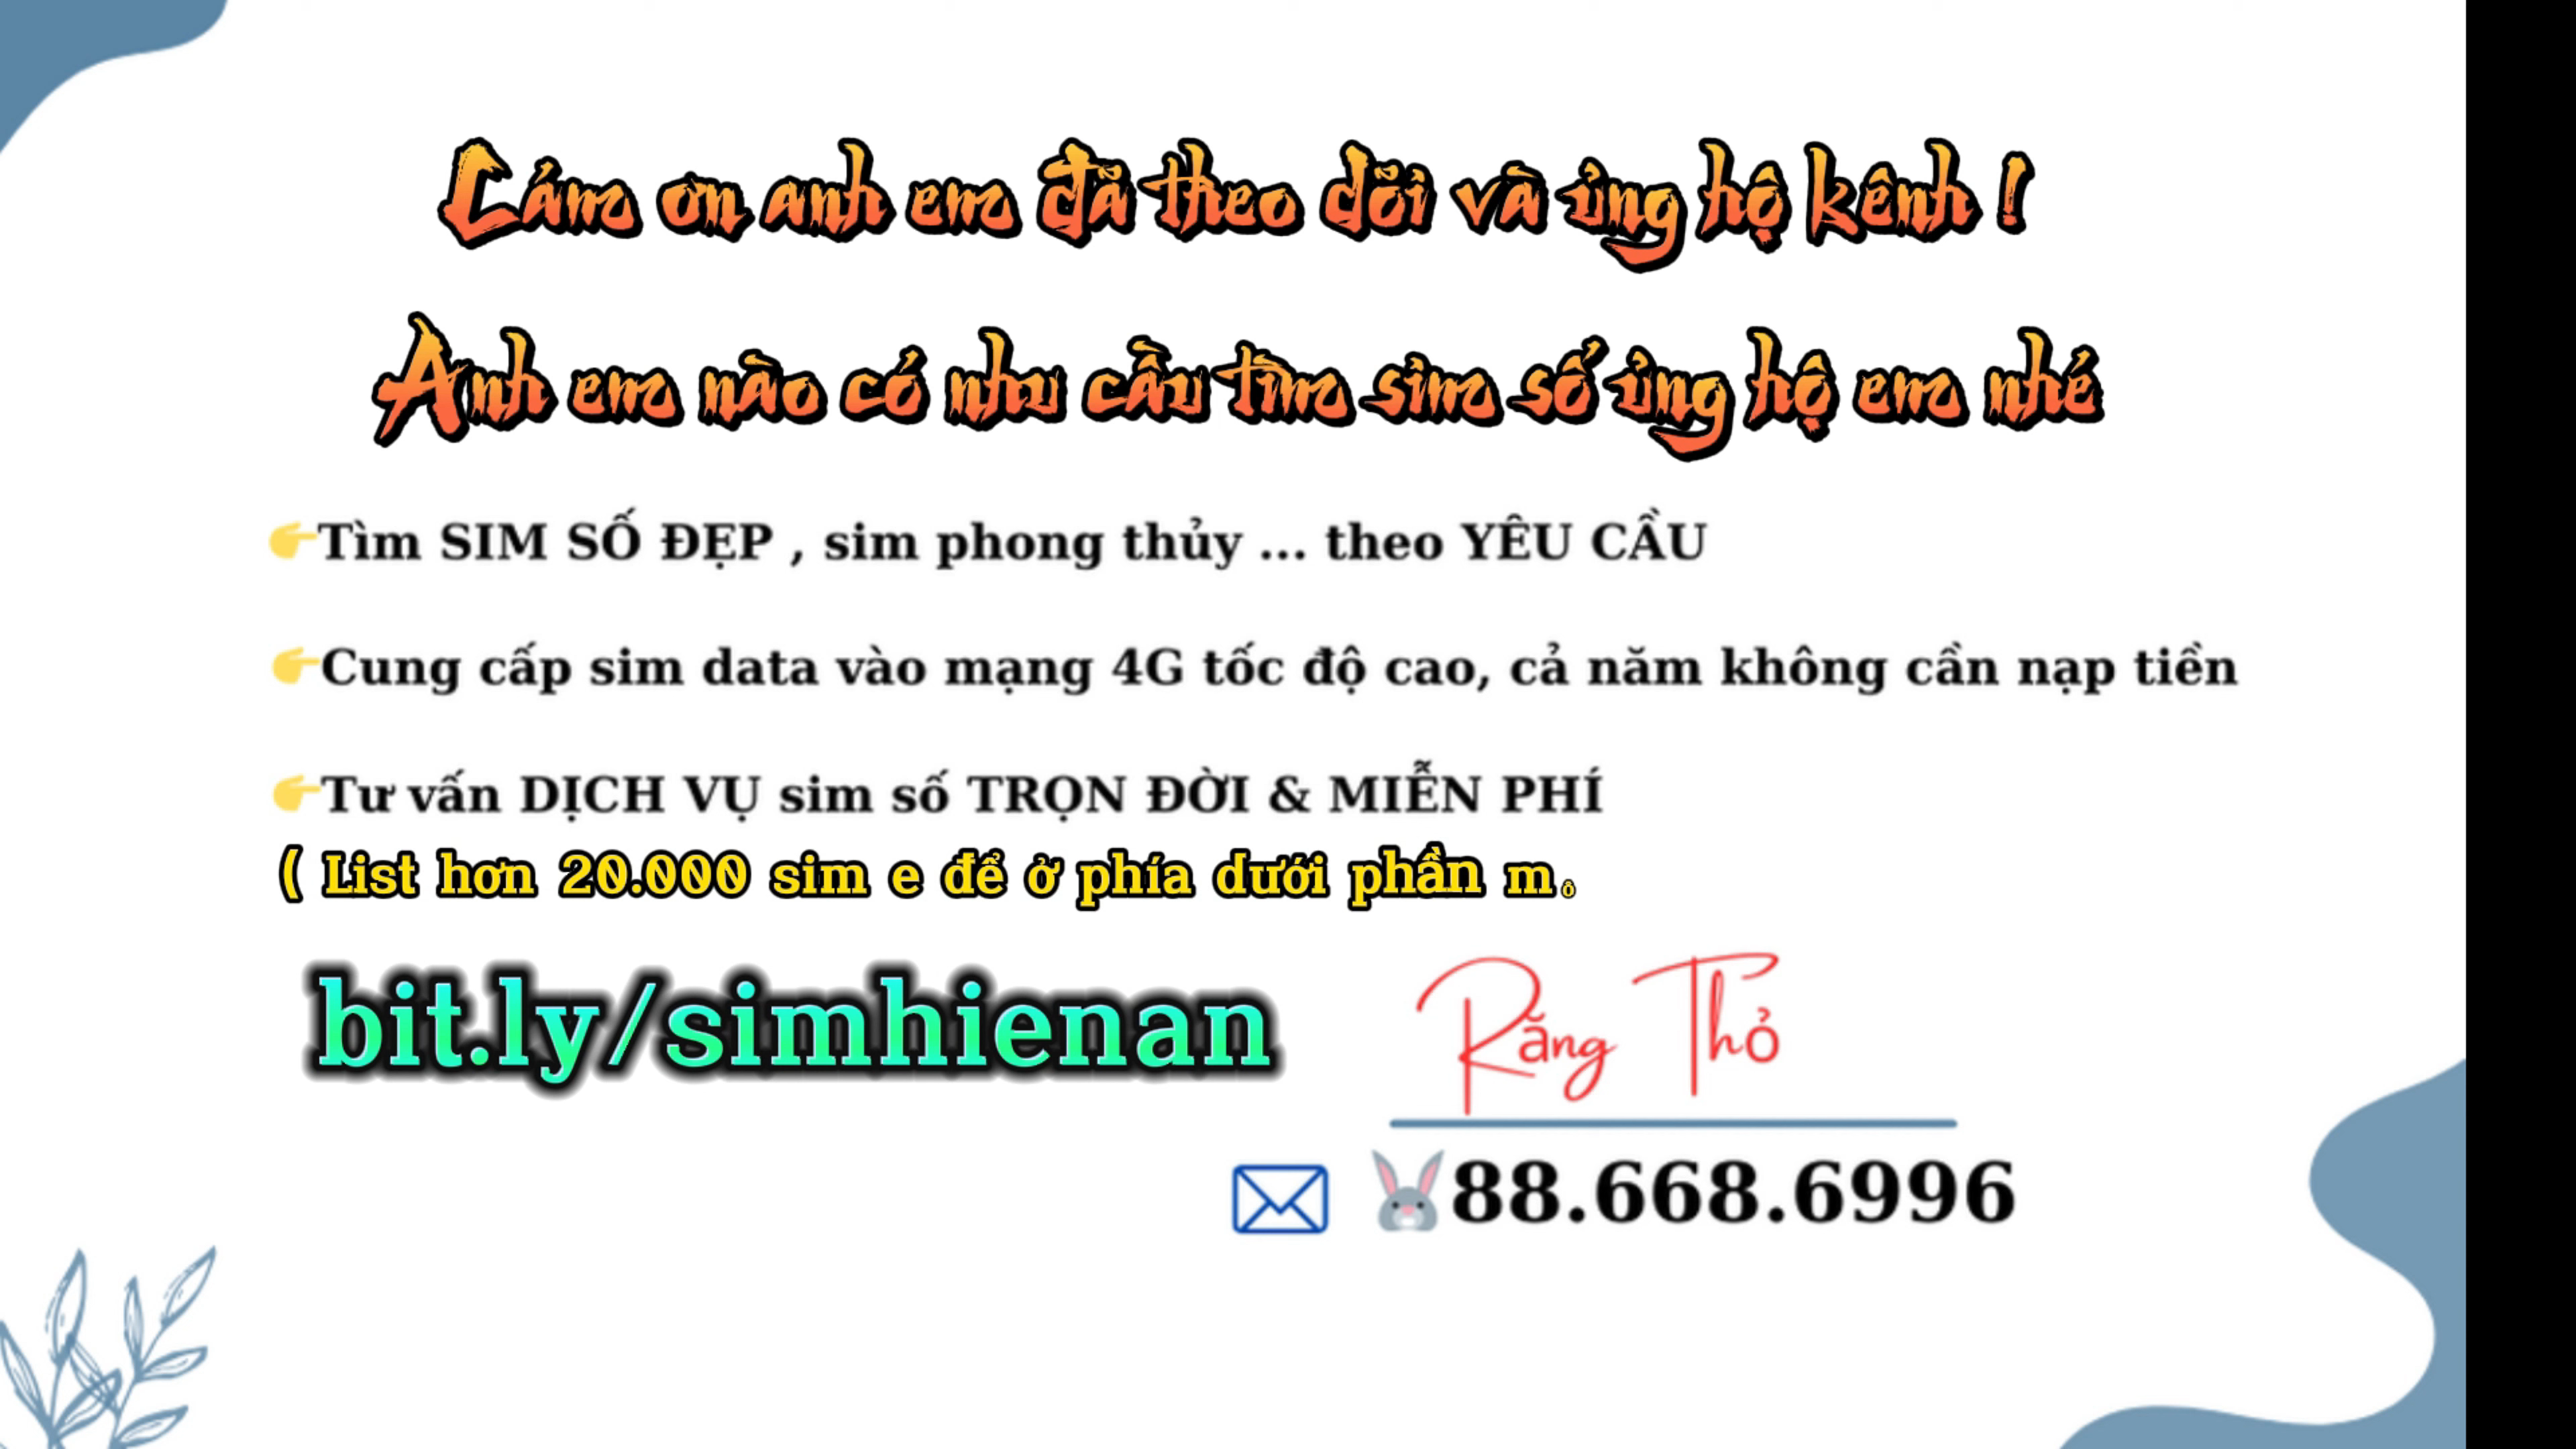 Cám ơn anh em đã theo dõi và ủng hộ kênh !
Anh em nào có nhu cầu tìm sim số ủng hộ em nhé
👉Tìm SIM SỐ ĐẸP , sim phong thủy ... theo YÊU CẦU
👉Cung cấp sim data vào mạng 4G tốc độ cao, cả năm không cần nạp tiền
👉Tư vấn DỊCH VỤ sim số TRỌN ĐỜI & MIỄN PHÍ
( List hơn 20.000 sim e để ở phía dưới phần mô
bit.ly/simhienan
Răng Thỏ
88.668.6996